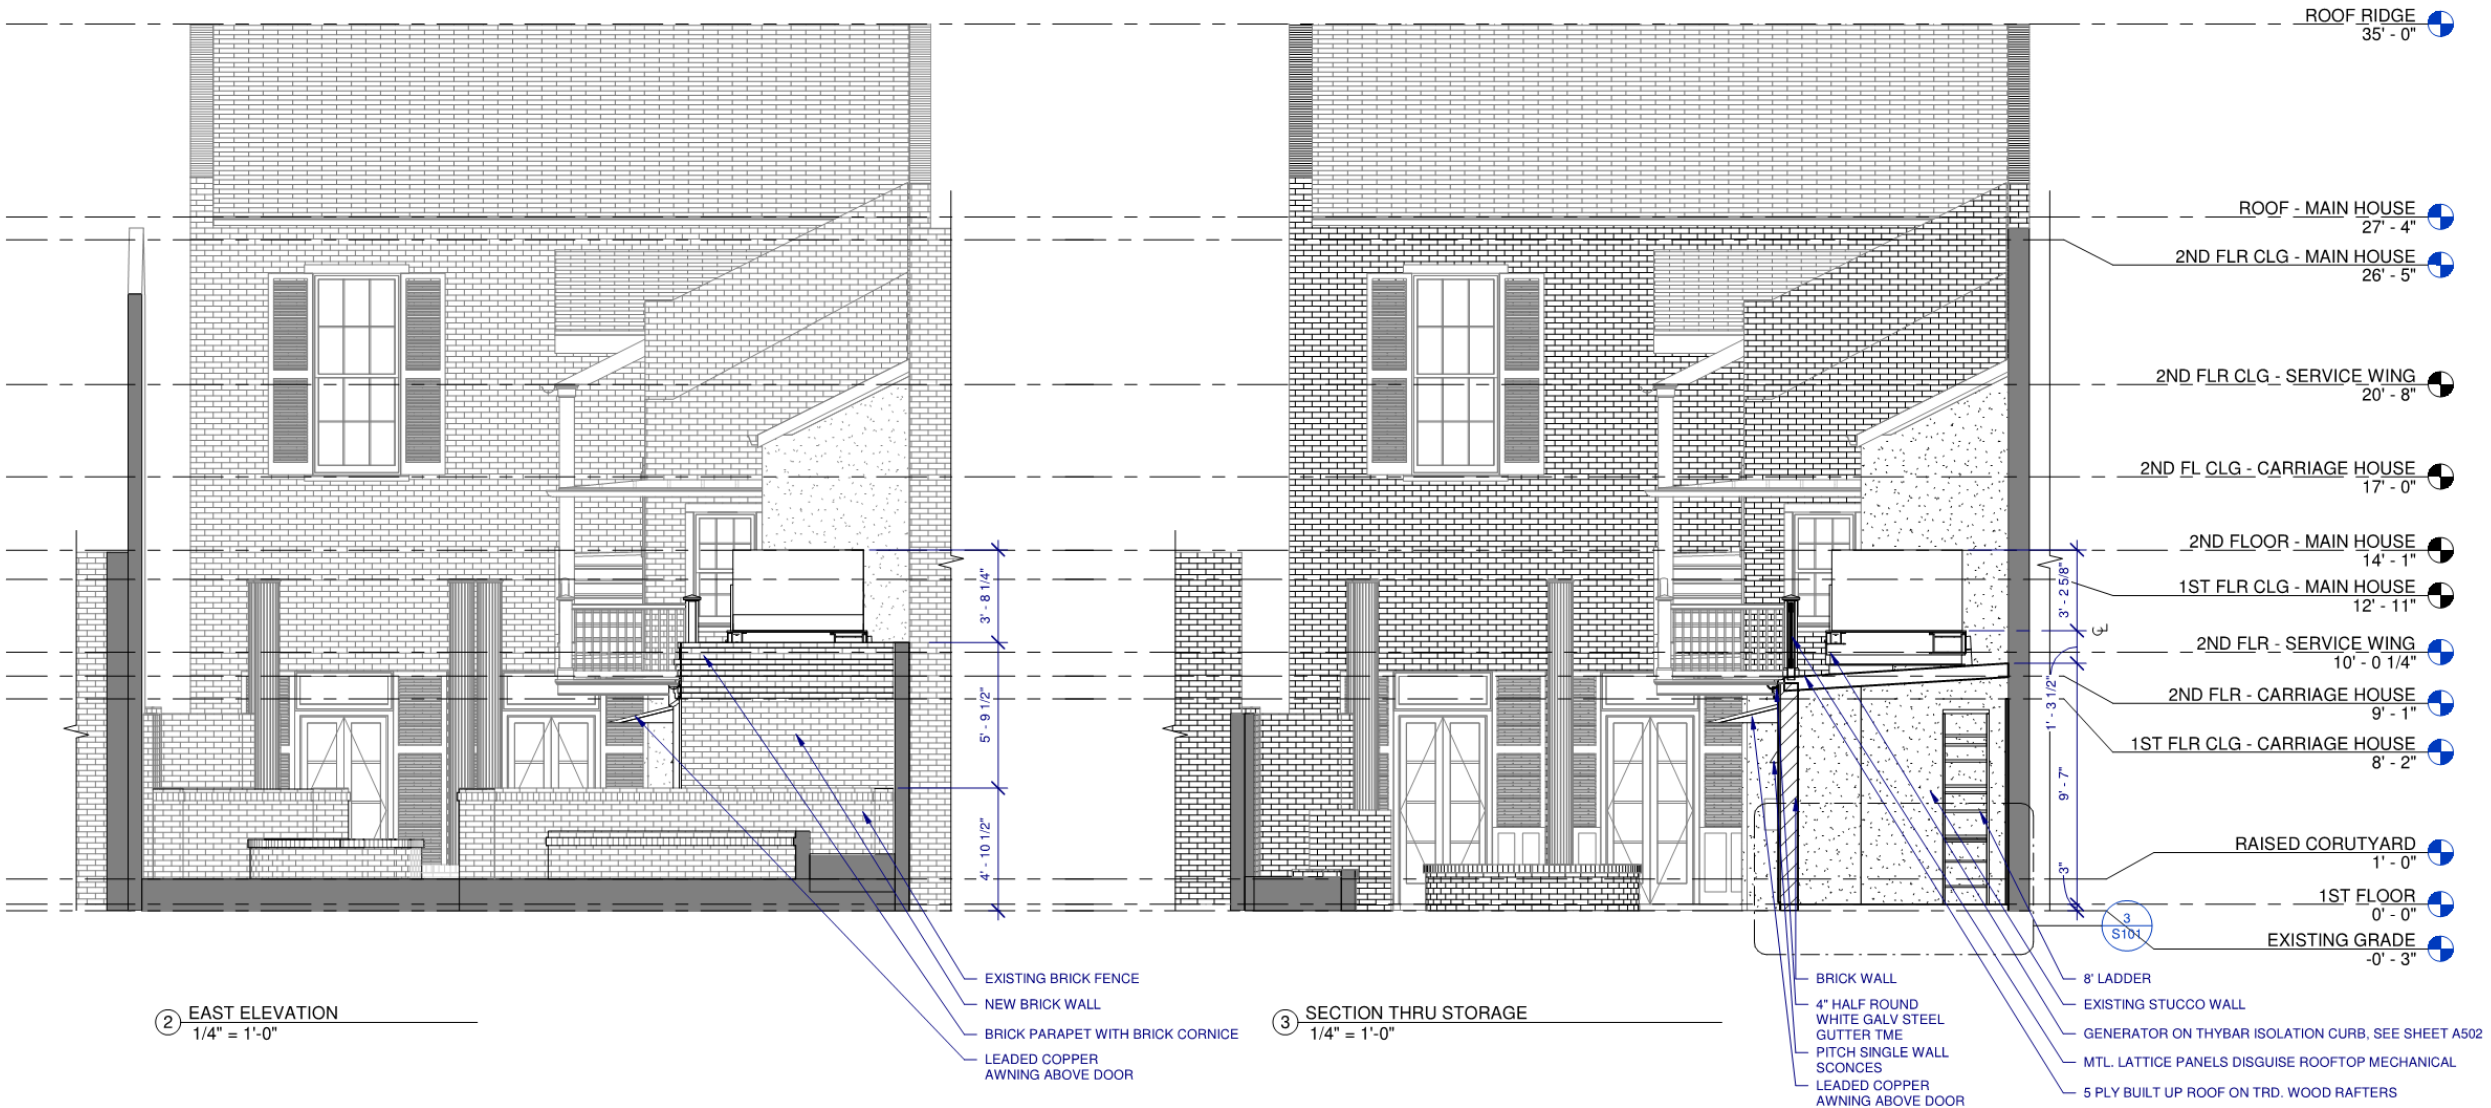 ROOF RIDGE
35' - 0"
ROOF - MAIN HOUSE
27' - 4"
2ND FLR CLG - MAIN HOUSE
26' - 5"
2ND FLR CLG - SERVICE WING
20' - 8"
2ND FL CLG - CARRIAGE HOUSE
17' - 0"
2ND FLOOR - MAIN HOUSE
14' - 1"
1ST FLR CLG - MAIN HOUSE
12' - 11"
2ND FLR - SERVICE WING
10' - 0 1/4"
2ND FLR - CARRIAGE HOUSE
9' - 1"
1ST FLR CLG - CARRIAGE HOUSE
8' - 2"
RAISED CORUTYARD
1' - 0"
1ST FLOOR
0' - 0"
EXISTING GRADE
-0' - 3"
3' - 8 1/4"
5' - 9 1/2"
4' - 10 1/2"
3' - 2 5/8"
1' - 3 1/2"
9' - 7"
3"
3
S101
EXISTING BRICK FENCE
NEW BRICK WALL
BRICK PARAPET WITH BRICK CORNICE
LEADED COPPER
AWNING ABOVE DOOR
2 EAST ELEVATION
1/4" = 1'-0"
3 SECTION THRU STORAGE
1/4" = 1'-0"
BRICK WALL
4" HALF ROUND
WHITE GALV STEEL
GUTTER TME
PITCH SINGLE WALL
SCONCES
LEADED COPPER
AWNING ABOVE DOOR
8' LADDER
EXISTING STUCCO WALL
GENERATOR ON THYBAR ISOLATION CURB, SEE SHEET A502
MTL. LATTICE PANELS DISGUISE ROOFTOP MECHANICAL
5 PLY BUILT UP ROOF ON TRD. WOOD RAFTERS